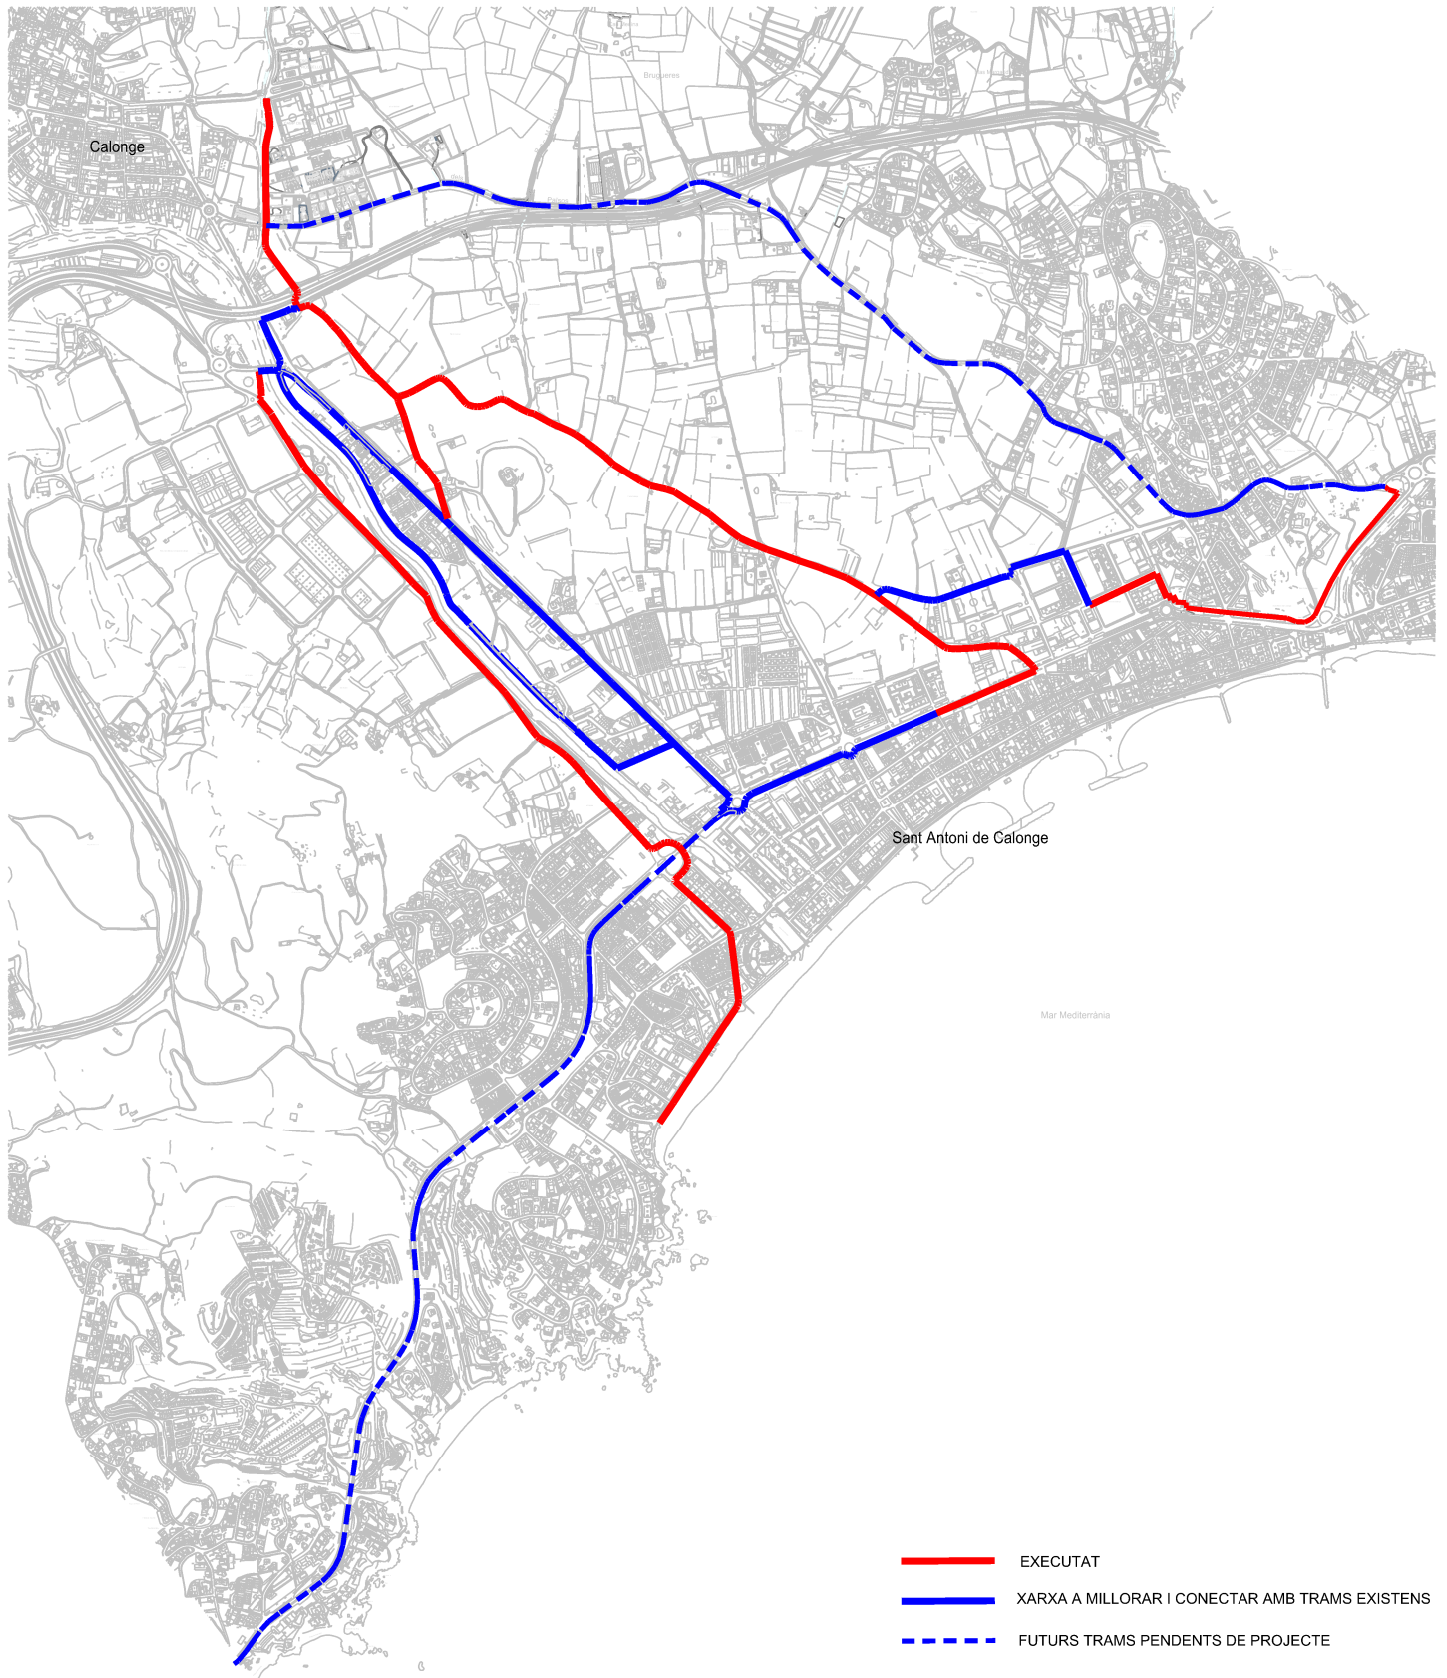 Brugueres
Calonge
Sant Antoni de Calonge
Mar Mediterrània
EXECUTAT
XARXA A MILLORAR I CONECTAR AMB TRAMS EXISTENS
FUTURS TRAMS PENDENTS DE PROJECTE